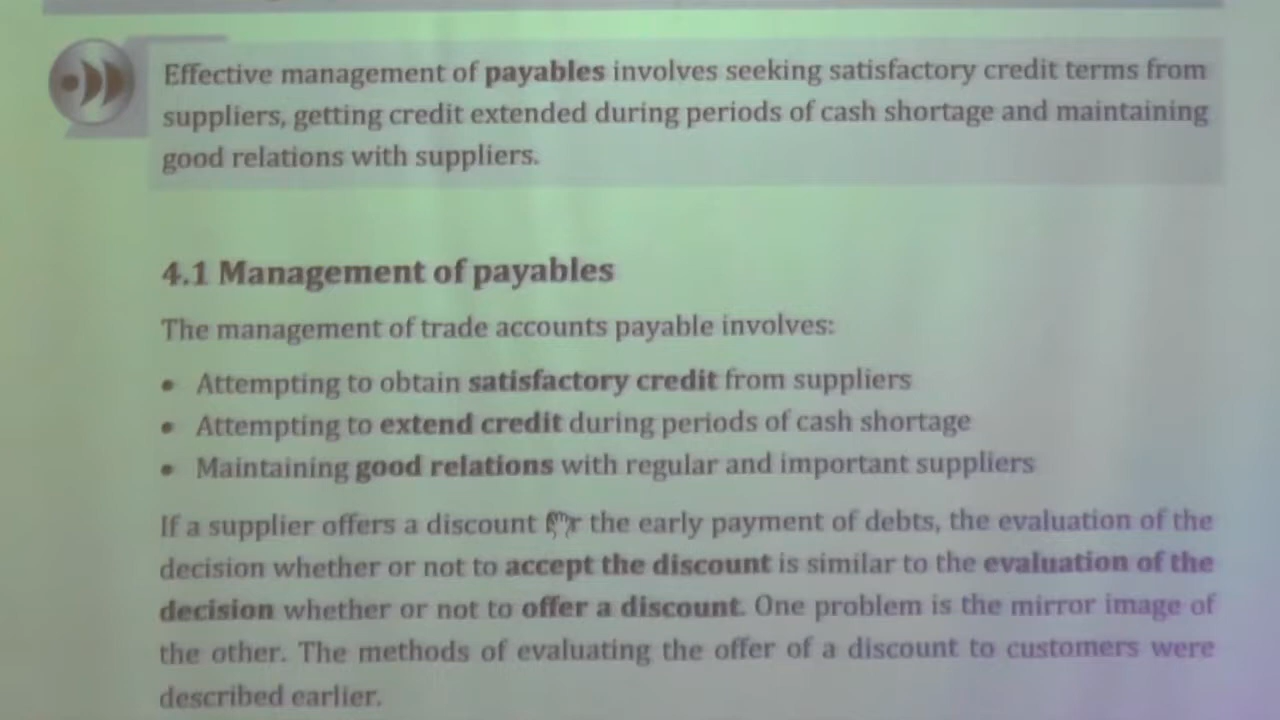 Effective management of payables involves seeking satisfactory credit terms from
suppliers, getting credit extended during periods of cash shortage and maintaining
good relations with suppliers.
4.1 Management of payables
The management of trade accounts payable involves:
• Attempting to obtain satisfactory credit from suppliers
• Attempting to extend credit during periods of cash shortage
• Maintaining good relations with regular and important suppliers
If a supplier offers a discount for the early payment of debts, the evaluation of the
decision whether or not to accept the discount is similar to the evaluation of the
decision whether or not to offer a discount. One problem is the mirror image of
the other. The methods of evaluating the offer of a discount to customers were
described earlier.